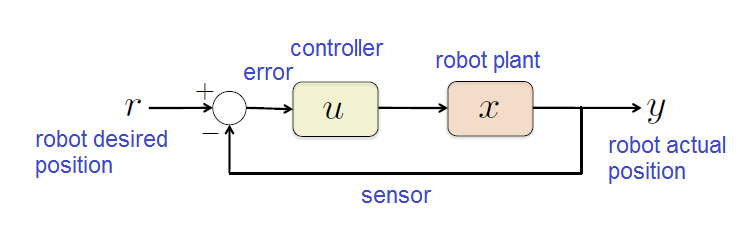 controller
robot plant
error
+
r
u
x
y
−
robot desired
position
robot actual
position
sensor